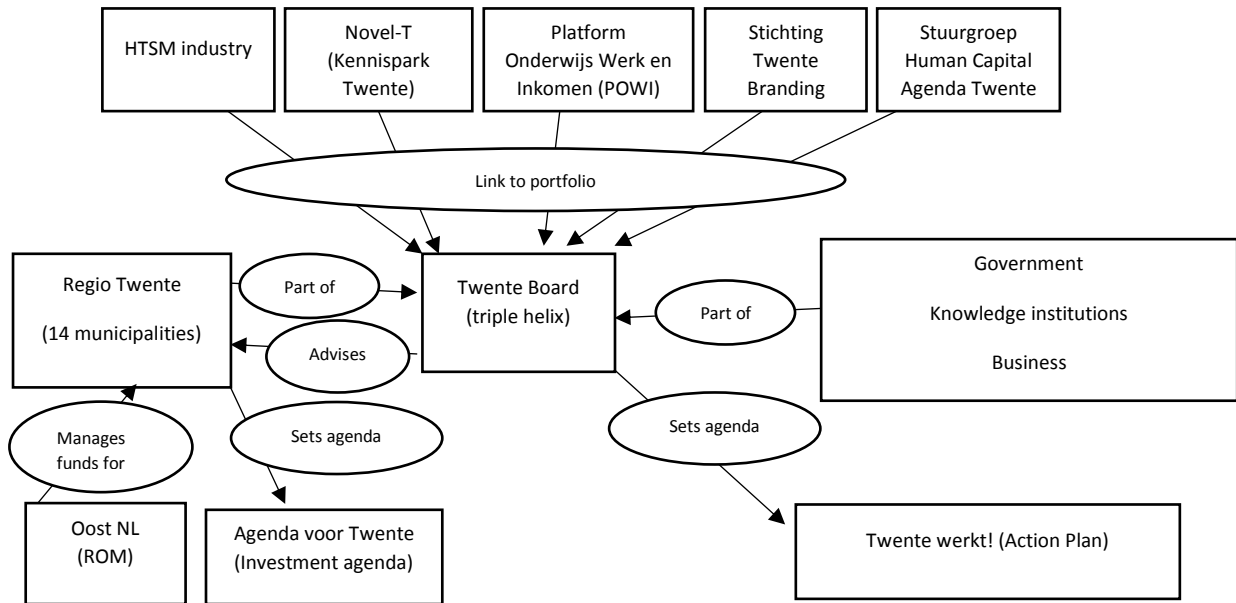 HTSM industry
Novel-T
(Kennispark
Twente)
Platform
Onderwijs Werk en
Inkomen (POWI)
Stichting
Twente
Branding
Stuurgroep
Human Capital
Agenda Twente
Link to portfolio
Regio Twente
(14 municipalities)
Part of
Advises
Twente Board
(triple helix)
Part of
Government
Knowledge institutions
Business
Manages
funds for
Sets agenda
Sets agenda
Oost NL
(ROM)
Agenda voor Twente
(Investment agenda)
Twente werkt! (Action Plan)